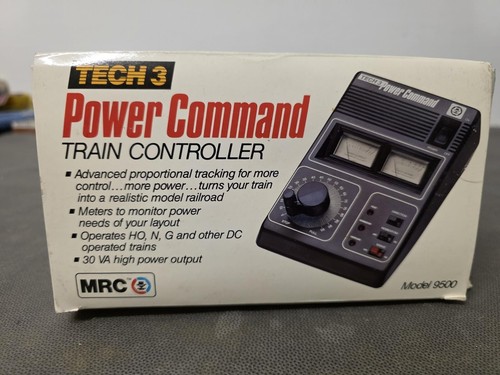 TECH 3
Power Command
TRAIN CONTROLLER
▪ Advanced proportional tracking for more
control...more power...turns your train
into a realistic model railroad
▪ Meters to monitor power
needs of your layout
▪ Operates HO, N, G and other DC
operated trains
▪ 30 VA high power output
MRC
TECH 3
Power Command
Model 9500